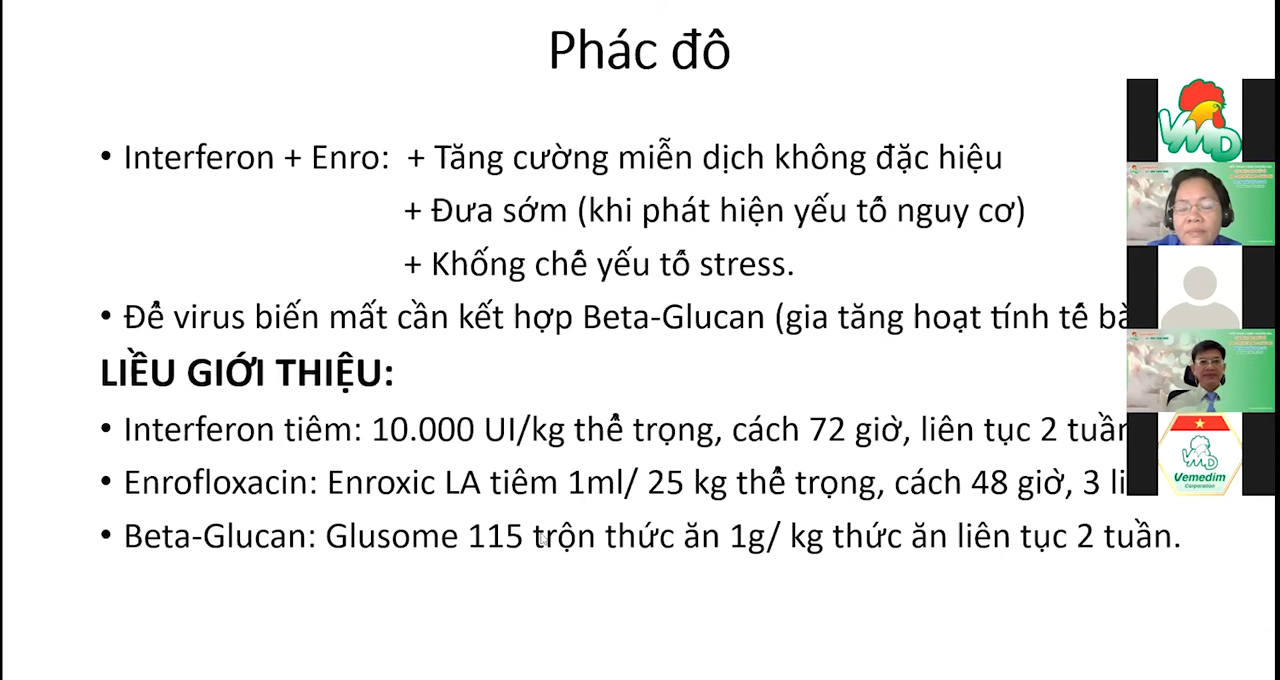 Phác đồ
• Interferon + Enro: + Tăng cường miễn dịch không đặc hiệu
+ Đưa sớm (khi phát hiện yếu tố nguy cơ)
+ Khống chế yếu tố stress.
• Để virus biến mất cần kết hợp Beta-Glucan (gia tăng hoạt tính tế
LIỀU GIỚI THIỆU:
• Interferon tiêm: 10.000 UI/kg thể trọng, cách 72 giờ, liên tục 2
• Enrofloxacin: Enroxic LA tiêm 1ml/ 25 kg thể trọng, cách 48 giờ, 3
• Beta-Glucan: Glusome 115 trộn thức ăn 1g/ kg thức ăn liên tục 2 tuần.
VMD
VMD
Vemedim
Corporation